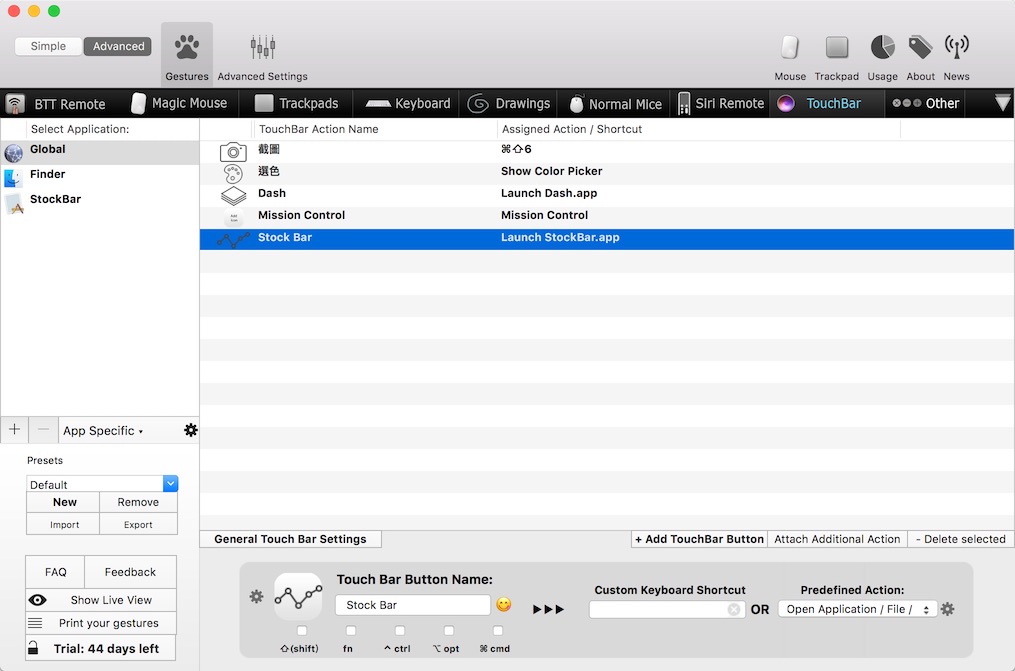 Simple Advanced
Gestures Advanced Settings Mouse Trackpad Usage About News
BTT Remote Magic Mouse Trackpads Keyboard Drawings Normal Mice Siri Remote TouchBar Other
Select Application: TouchBar Action Name Assigned Action / Shortcut
Global
Finder
StockBar
截圖 ⌘⇧6
選色 Show Color Picker
Dash Launch Dash.app
Mission Control Mission Control
Stock Bar Launch StockBar.app
+ − App Specific ▾
Presets
Default
New Remove
Import Export
FAQ Feedback
Show Live View
Print your gestures
Trial: 44 days left
General Touch Bar Settings + Add TouchBar Button Attach Additional Action - Delete selected
Touch Bar Button Name:
Stock Bar
⇧(shift) fn ^ ctrl ⌥ opt ⌘ cmd
Custom Keyboard Shortcut
OR
Predefined Action:
Open Application / File /